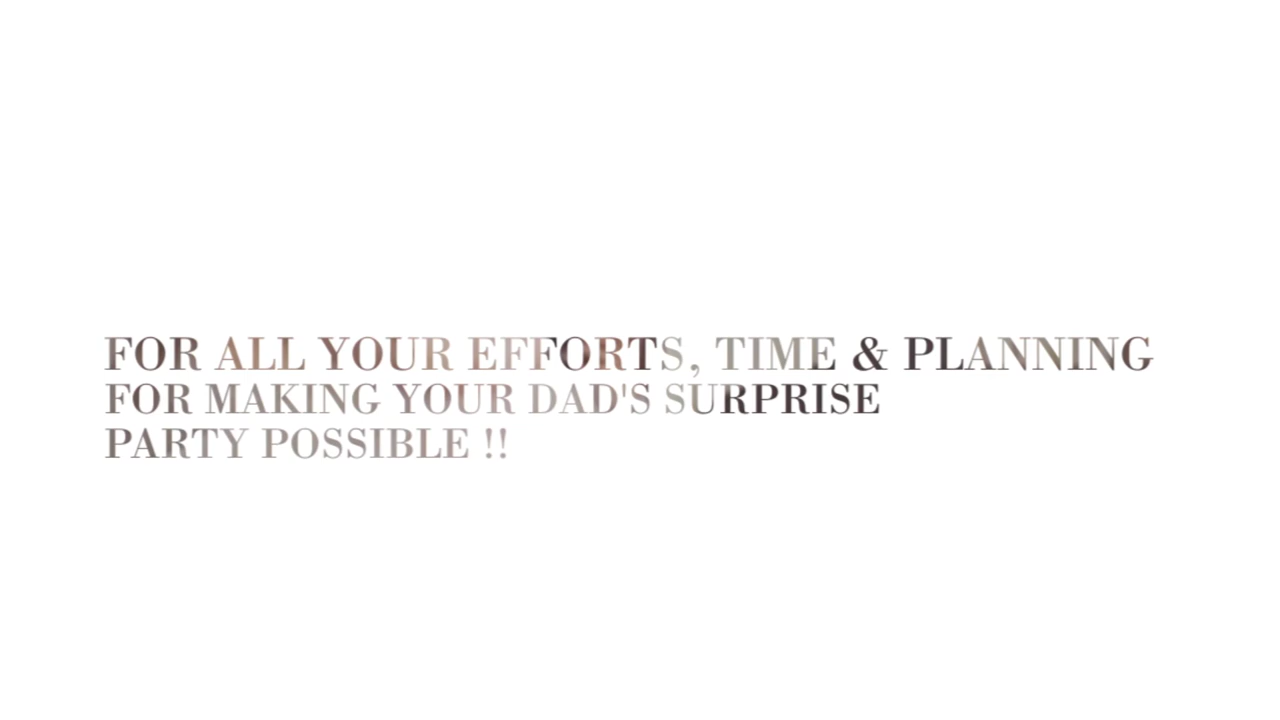 FOR ALL YOUR EFFORTS, TIME & PLANNING
FOR MAKING YOUR DAD'S SURPRISE
PARTY POSSIBLE !!